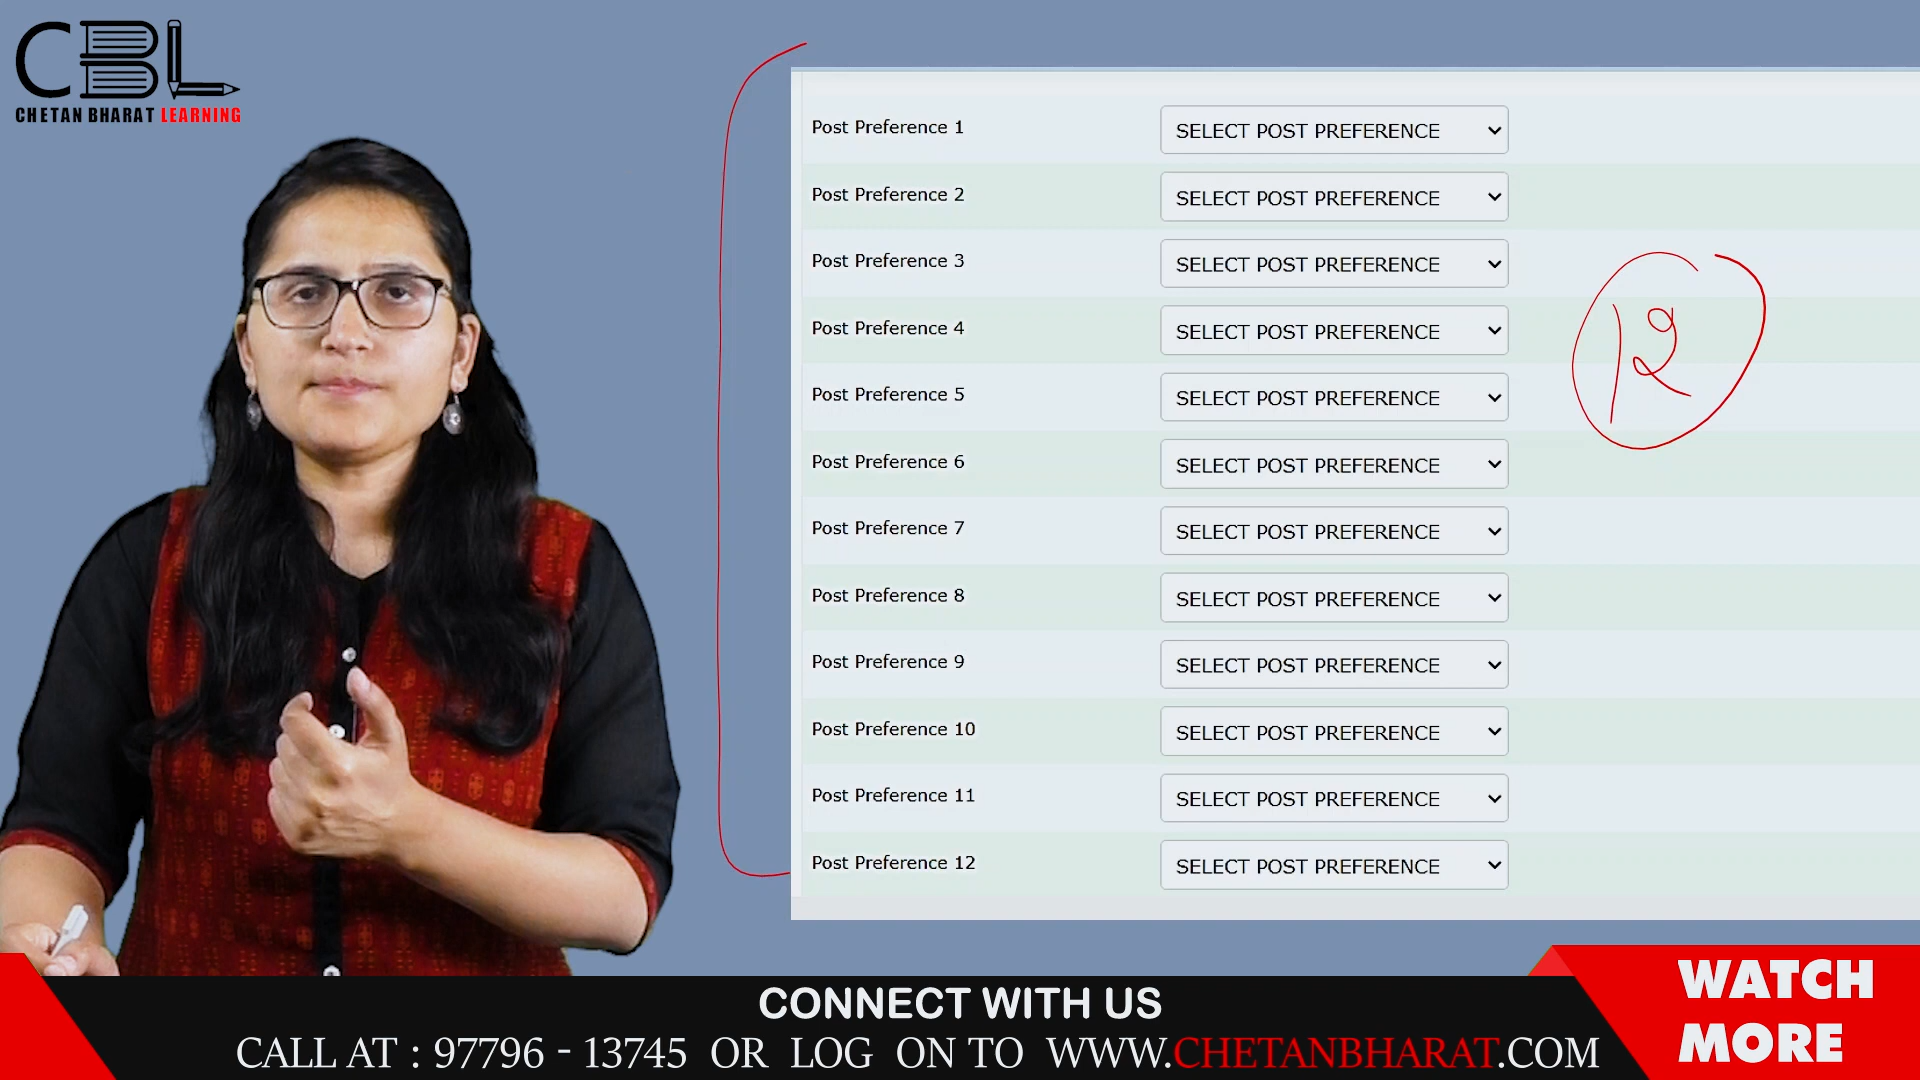 CBL
CHETAN BHARAT LEARNING
Post Preference 1 SELECT POST PREFERENCE
Post Preference 2 SELECT POST PREFERENCE
Post Preference 3 SELECT POST PREFERENCE
Post Preference 4 SELECT POST PREFERENCE
Post Preference 5 SELECT POST PREFERENCE
Post Preference 6 SELECT POST PREFERENCE
Post Preference 7 SELECT POST PREFERENCE
Post Preference 8 SELECT POST PREFERENCE
Post Preference 9 SELECT POST PREFERENCE
Post Preference 10 SELECT POST PREFERENCE
Post Preference 11 SELECT POST PREFERENCE
Post Preference 12 SELECT POST PREFERENCE
12
CONNECT WITH US
CALL AT : 97796 - 13745 OR LOG ON TO WWW.CHETANBHARAT.COM
WATCH
MORE